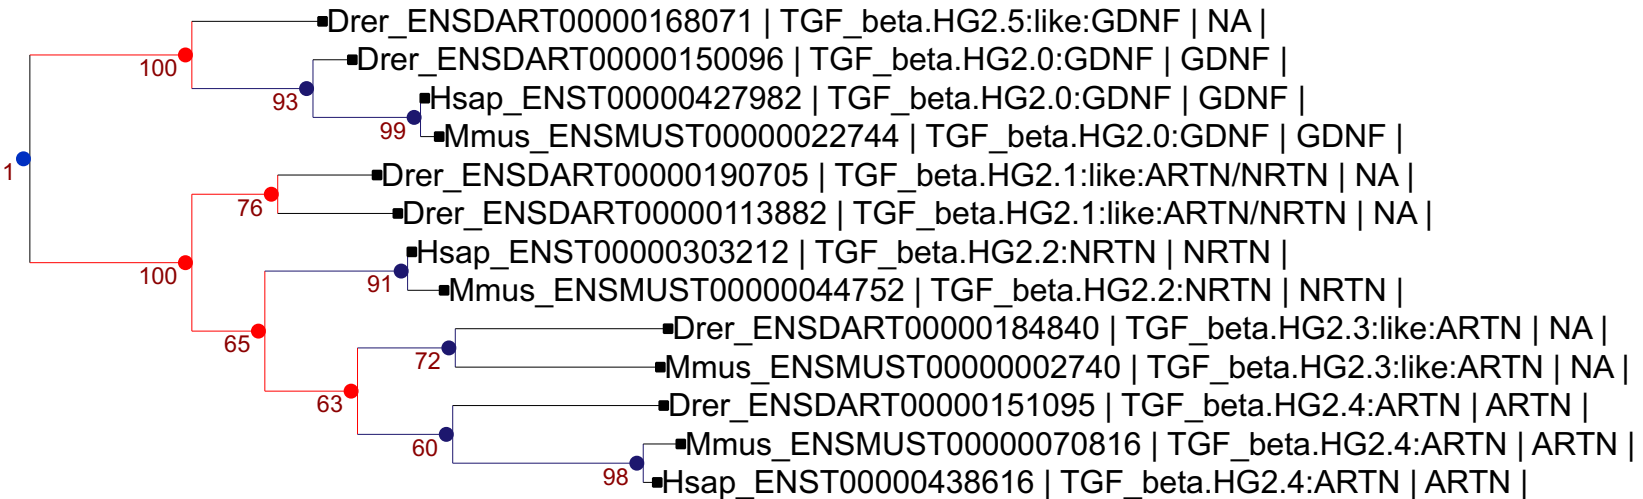 Drer_ENSDART00000168071 | TGF_beta.HG2.5:like:GDNF | NA |
100
Drer_ENSDART00000150096 | TGF_beta.HG2.0:GDNF | GDNF |
93
Hsap_ENST00000427982 | TGF_beta.HG2.0:GDNF | GDNF |
99
Mmus_ENSMUST00000022744 | TGF_beta.HG2.0:GDNF | GDNF |
1
Drer_ENSDART00000190705 | TGF_beta.HG2.1:like:ARTN/NRTN | NA |
76
Drer_ENSDART00000113882 | TGF_beta.HG2.1:like:ARTN/NRTN | NA |
Hsap_ENST00000303212 | TGF_beta.HG2.2:NRTN | NRTN |
100
91
Mmus_ENSMUST00000044752 | TGF_beta.HG2.2:NRTN | NRTN |
Drer_ENSDART00000184840 | TGF_beta.HG2.3:like:ARTN | NA |
65
72
Mmus_ENSMUST00000002740 | TGF_beta.HG2.3:like:ARTN | NA |
63
Drer_ENSDART00000151095 | TGF_beta.HG2.4:ARTN | ARTN |
60
Mmus_ENSMUST00000070816 | TGF_beta.HG2.4:ARTN | ARTN |
98
Hsap_ENST00000438616 | TGF_beta.HG2.4:ARTN | ARTN |